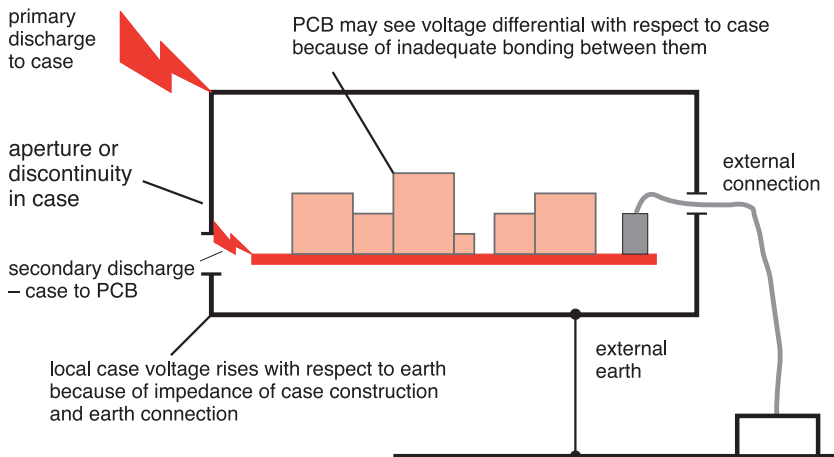 primary
discharge
to case
PCB may see voltage differential with respect to case
because of inadequate bonding between them
aperture or
discontinuity
in case
external
connection
secondary discharge
– case to PCB
local case voltage rises with respect to earth
because of impedance of case construction
and earth connection
external
earth